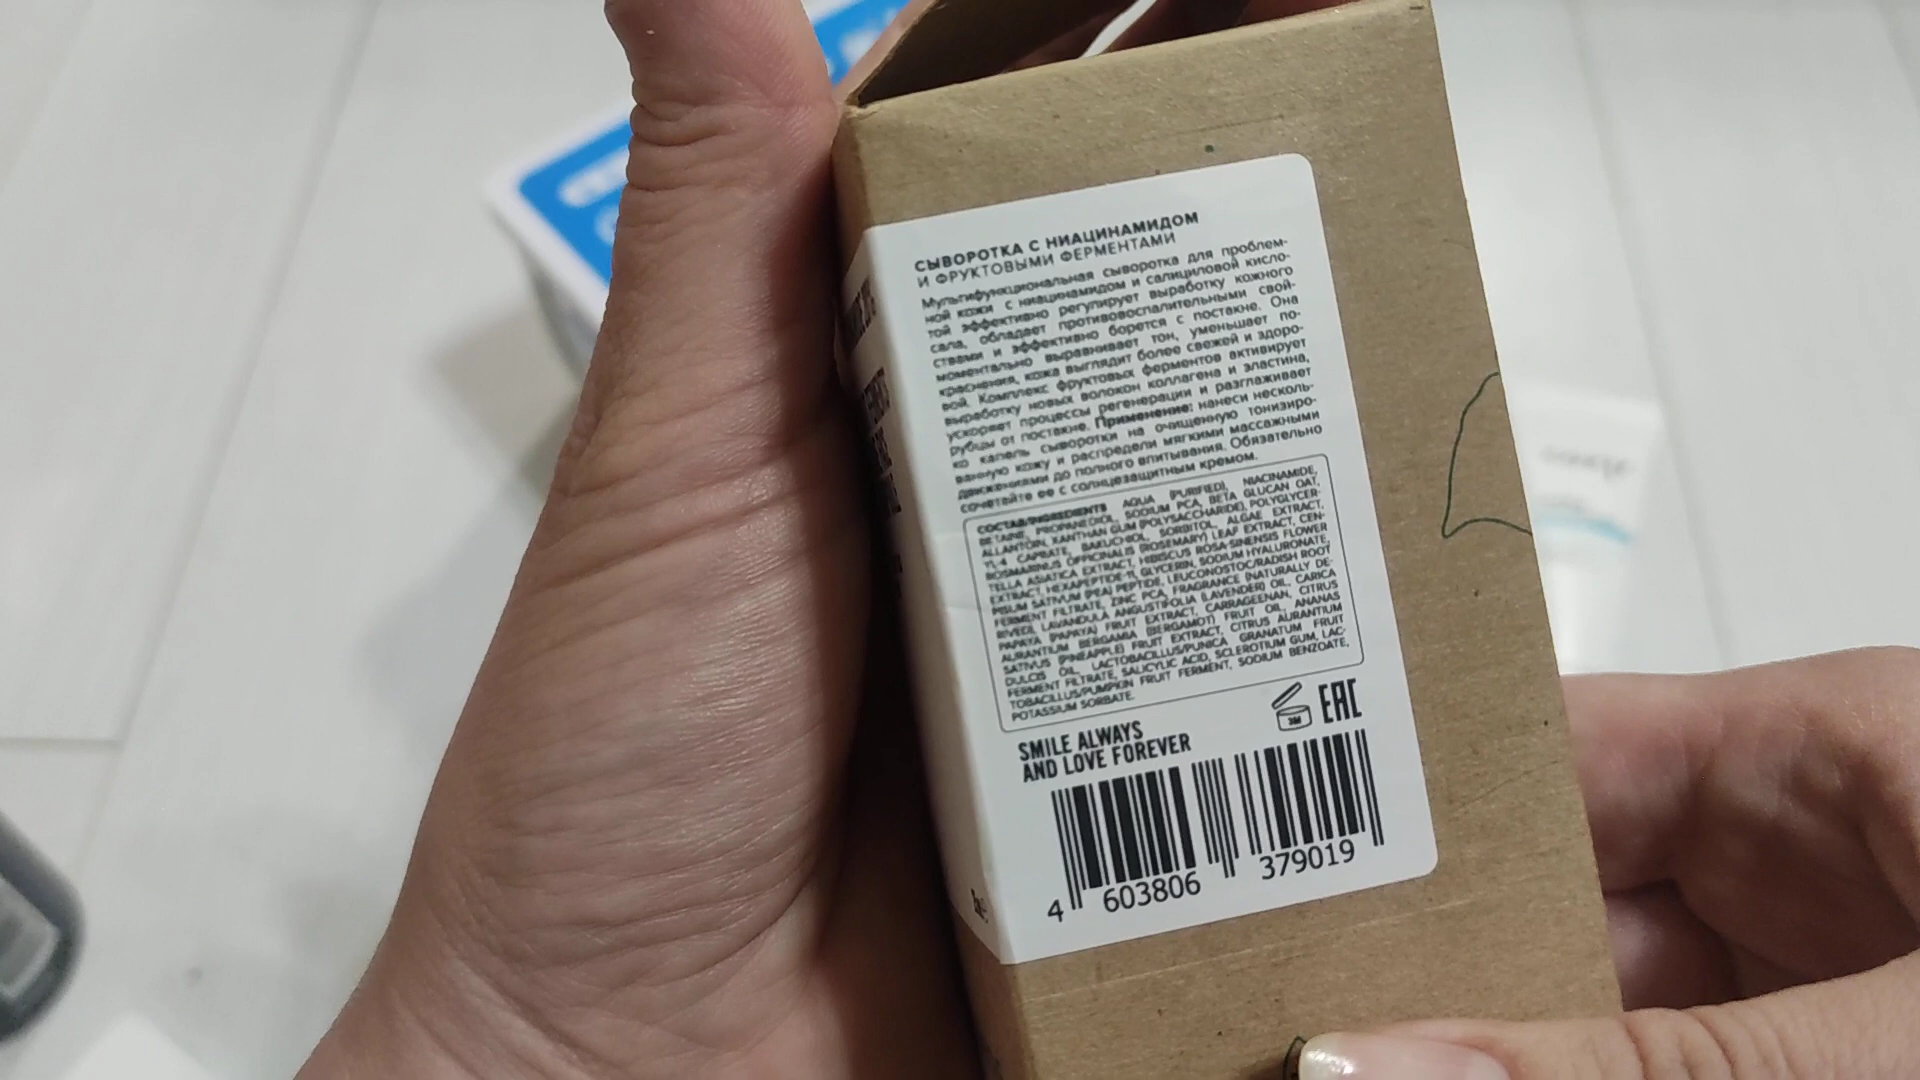 СЫВОРОТКА С НИАЦИНАМИДОМ
И ФРУКТОВЫМИ ФЕРМЕНТАМИ
Мультифункциональная сыворотка для проблем-
ной кожи с ниацинамидом и салициловой кисло-
той эффективно регулирует выработку кожного
сала, обладает противовоспалительными свой-
ствами и эффективно борется с постакне. Она
моментально выравнивает тон, уменьшает по-
краснения, кожа выглядит более свежей и здоро-
вой. Комплекс фруктовых ферментов активирует
выработку новых волокон коллагена и эластина,
ускоряет процессы регенерации и разглаживает
рубцы от постакне. Применение: нанеси несколь-
ко капель сыворотки на очищенную тонизиро-
ванную кожу и распредели мягкими массажными
движениями до полного впитывания. Обязательно
сочетайте ее с солнцезащитным кремом.
СОСТАВ/INGREDIENTS AQUA (PURIFIED), NIACINAMIDE,
BETAINE, PROPANEDIOL, SODIUM PCA, BETA GLUCAN OAT,
ALLANTOIN, XANTHAN GUM (POLYSACCHARIDE), POLYGLYCER-
YL-4 CAPRATE, BAKUCHIOL, SORBITOL, ALGAE EXTRACT,
ROSMARINUS OFFICINALIS (ROSEMARY) LEAF EXTRACT, CEN-
TELLA ASIATICA EXTRACT, HIBISCUS ROSA-SINENSIS FLOWER
EXTRACT, HEXAPEPTIDE-11, GLYCERIN, SODIUM HYALURONATE,
PISUM SATIVUM (PEA) PEPTIDE, LEUCONOSTOC/RADISH ROOT
FERMENT FILTRATE, ZINC PCA, FRAGRANCE (NATURALLY DE-
RIVED), LAVANDULA ANGUSTIFOLIA (LAVENDER) OIL, CARICA
PAPAYA (PAPAYA) FRUIT EXTRACT, CARRAGEENAN, CITRUS
AURANTIUM BERGAMIA (BERGAMOT) FRUIT OIL, ANANAS
SATIVUS (PINEAPPLE) FRUIT EXTRACT, CITRUS AURANTIUM
DULCIS OIL, LACTOBACILLUS/PUNICA GRANATUM FRUIT
FERMENT FILTRATE, SALICYLIC ACID, SCLEROTIUM GUM, LAC-
TOBACILLUS/PUMPKIN FRUIT FERMENT, SODIUM BENZOATE,
POTASSIUM SORBATE.
3M
EAC
SMILE ALWAYS
AND LOVE FOREVER
4 603806 379019